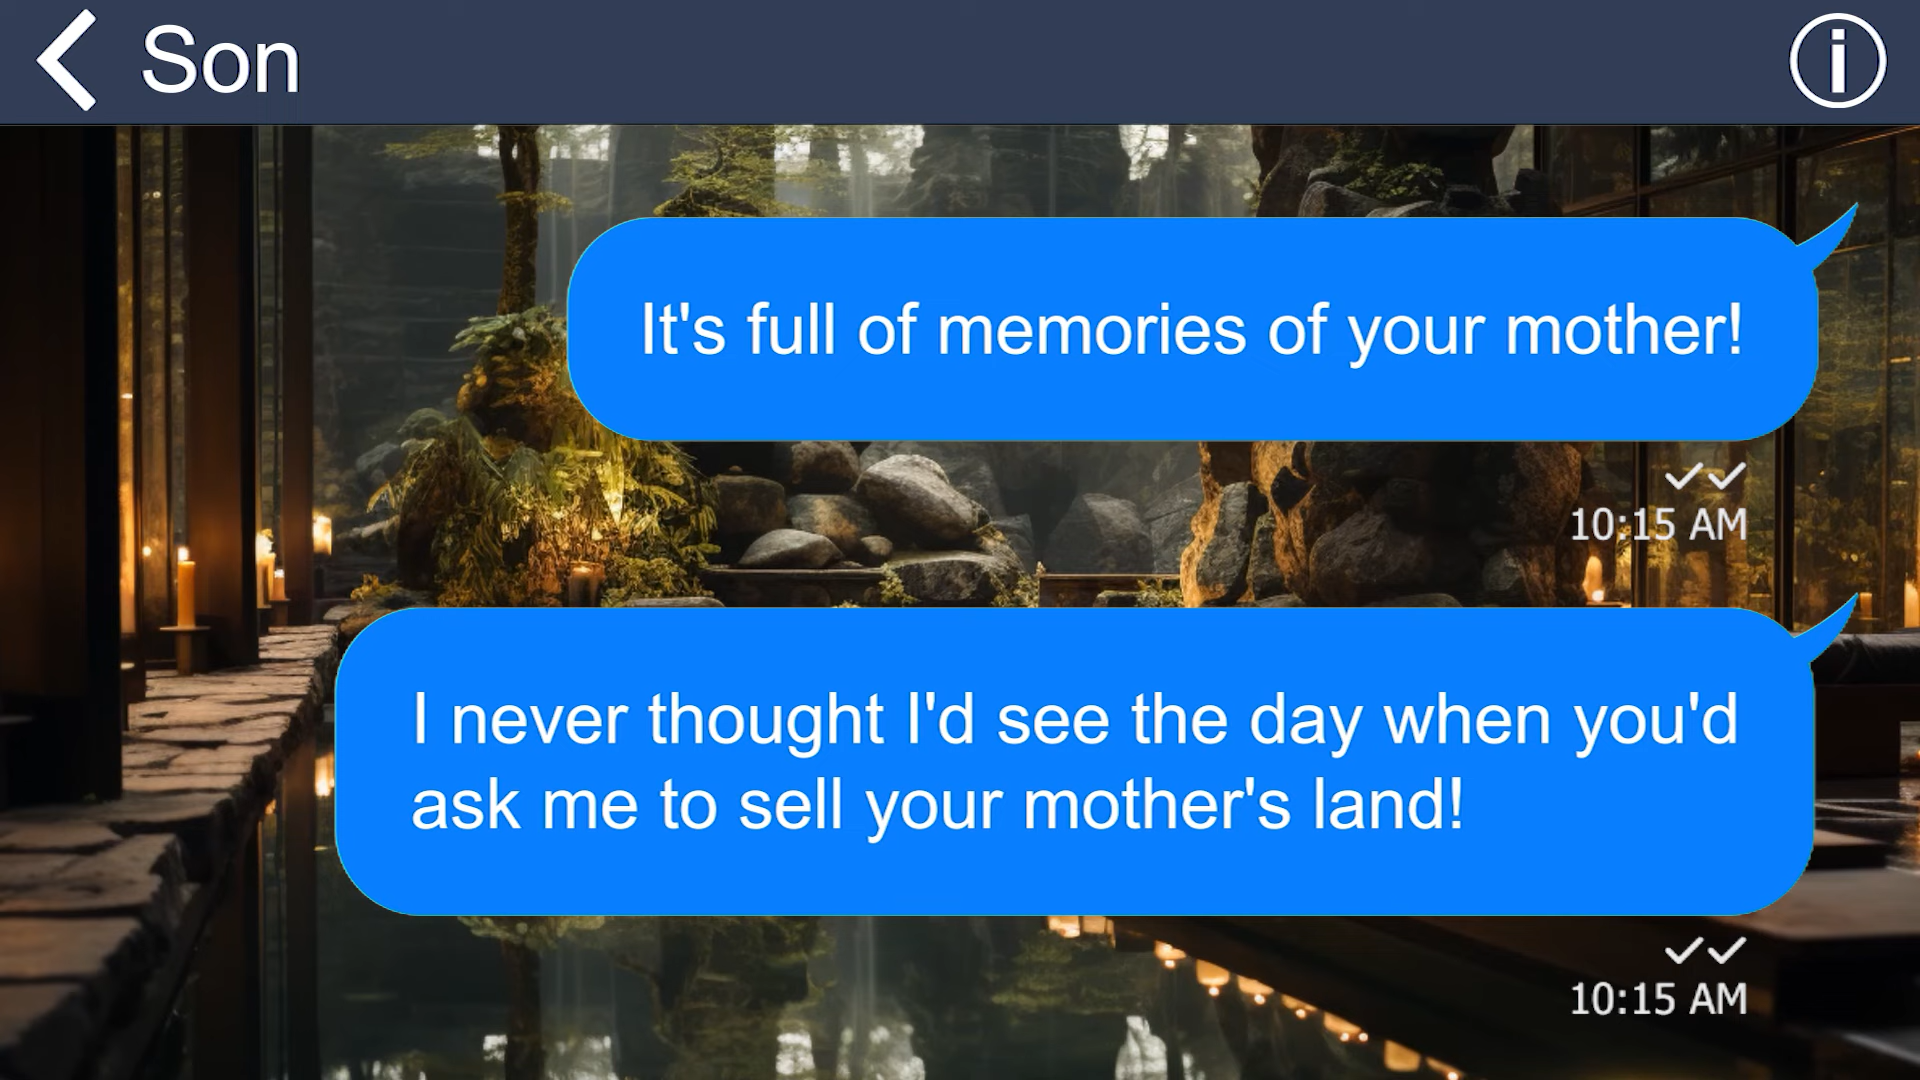 Son
It's full of memories of your mother!
10:15 AM
I never thought I'd see the day when you'd
ask me to sell your mother's land!
10:15 AM